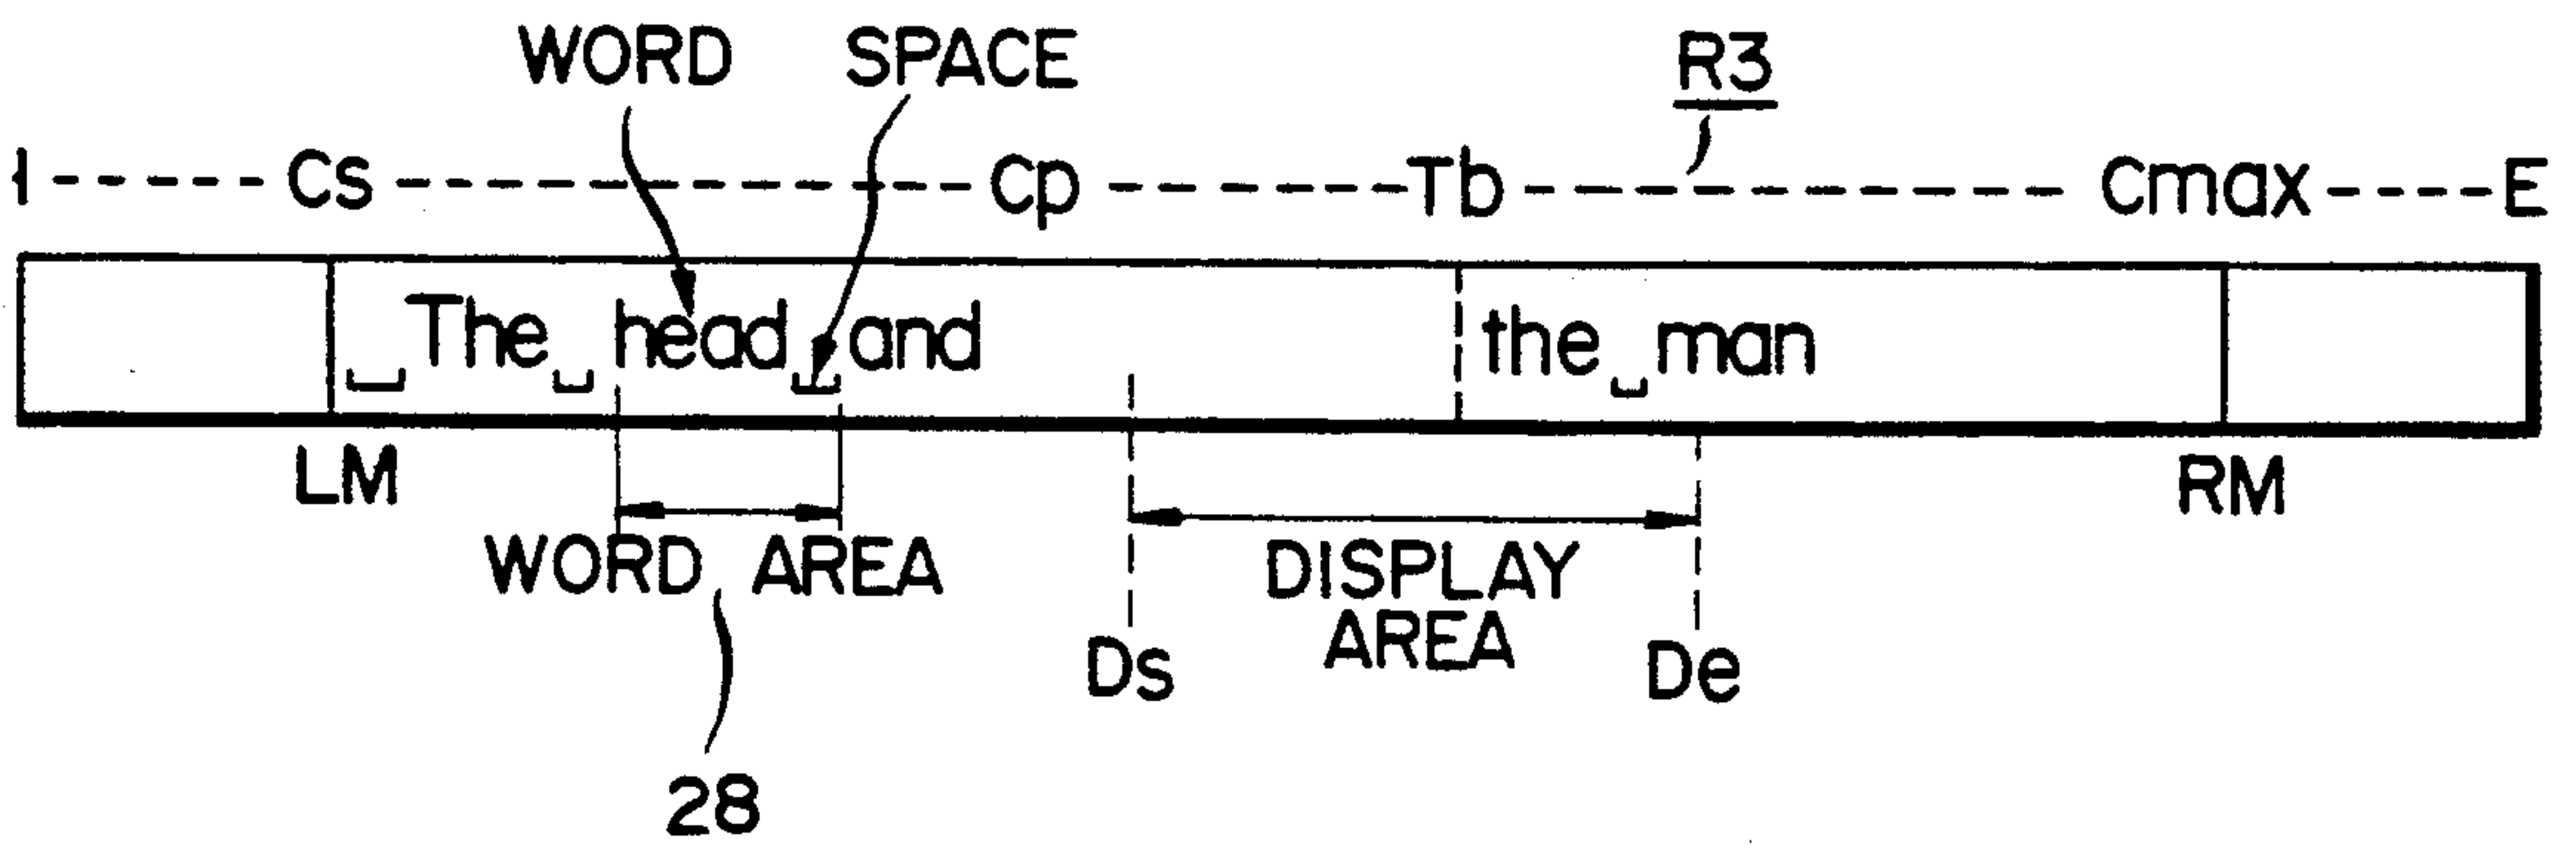 WORD SPACE R3
1 Cs Cp Tb Cmax E
The head and the man
LM RM
WORD AREA DISPLAY AREA
Ds De
28